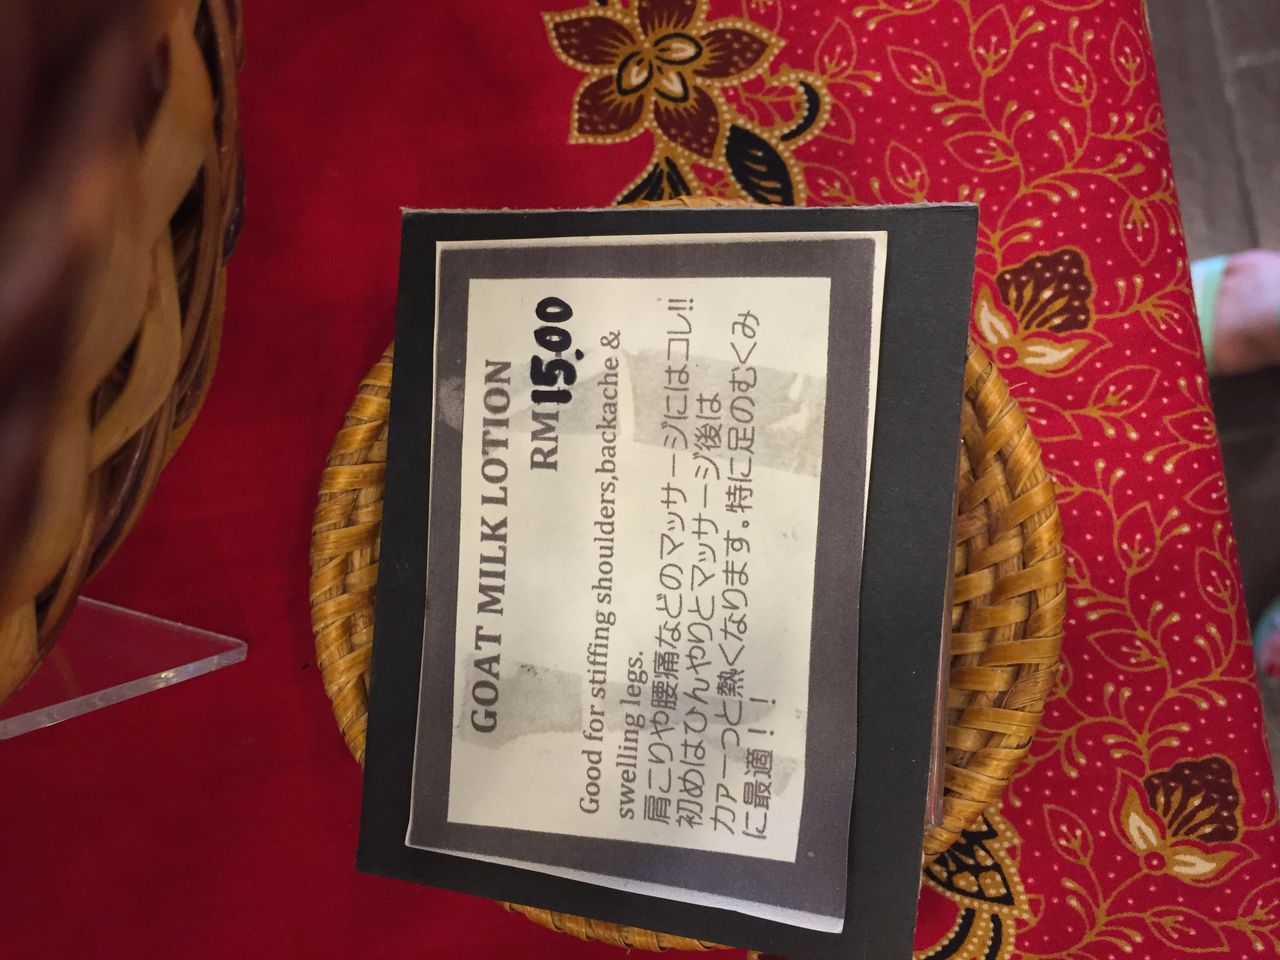 GOAT MILK LOTION
RM15.00
Good for stiffing shoulders,backache &
swelling legs.
肩こりや腰痛などのマッサージにはコレ!!
初めはひんやりとマッサージ後は
カァーっと熱くなります。特に足のむくみ
に最適！！